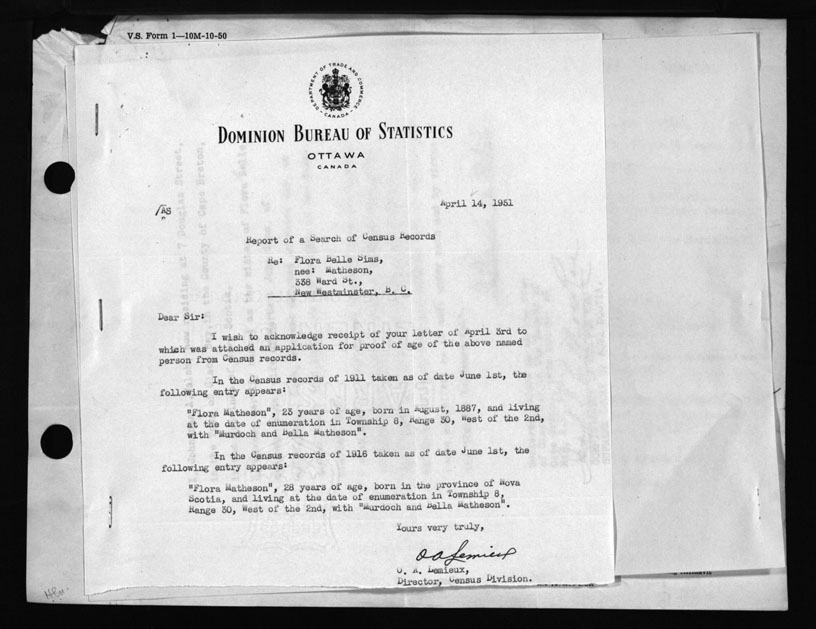 V.S. Form 1—10M-10-50
DEPARTMENT OF TRADE AND COMMERCE
CANADA
DOMINION BUREAU OF STATISTICS
OTTAWA
CANADA
/AS
April 14, 1951
Report of a Search of Census Records
Re: Flora Belle Sims,
nee: Matheson,
338 Ward St.,
New Westminster, B. C.
Dear Sir:
I wish to acknowledge receipt of your letter of April 3rd to
which was attached an application for proof of age of the above named
person from Census records.
In the Census records of 1911 taken as of date June 1st, the
following entry appears:
"Flora Matheson", 23 years of age, born in August, 1887, and living
at the date of enumeration in Township 8, Range 30, West of the 2nd,
with "Murdoch and Bella Matheson".
In the Census records of 1916 taken as of date June 1st, the
following entry appears:
"Flora Matheson", 28 years of age, born in the province of Nova
Scotia, and living at the date of enumeration in Township 8,
Range 30, West of the 2nd, with "Murdoch and Bella Matheson".
Yours very truly,
O A Lemieux
O. A. Lemieux,
Director, Census Division.